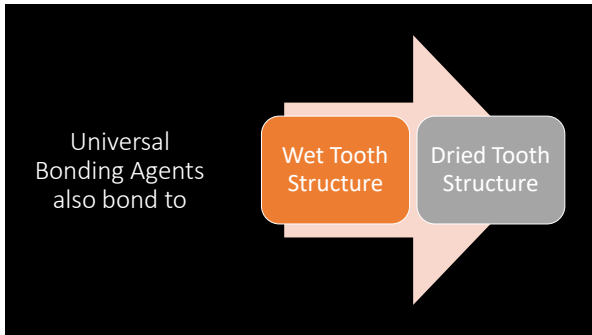 Universal
Bonding Agents
also bond to
Wet Tooth
Structure
Dried Tooth
Structure